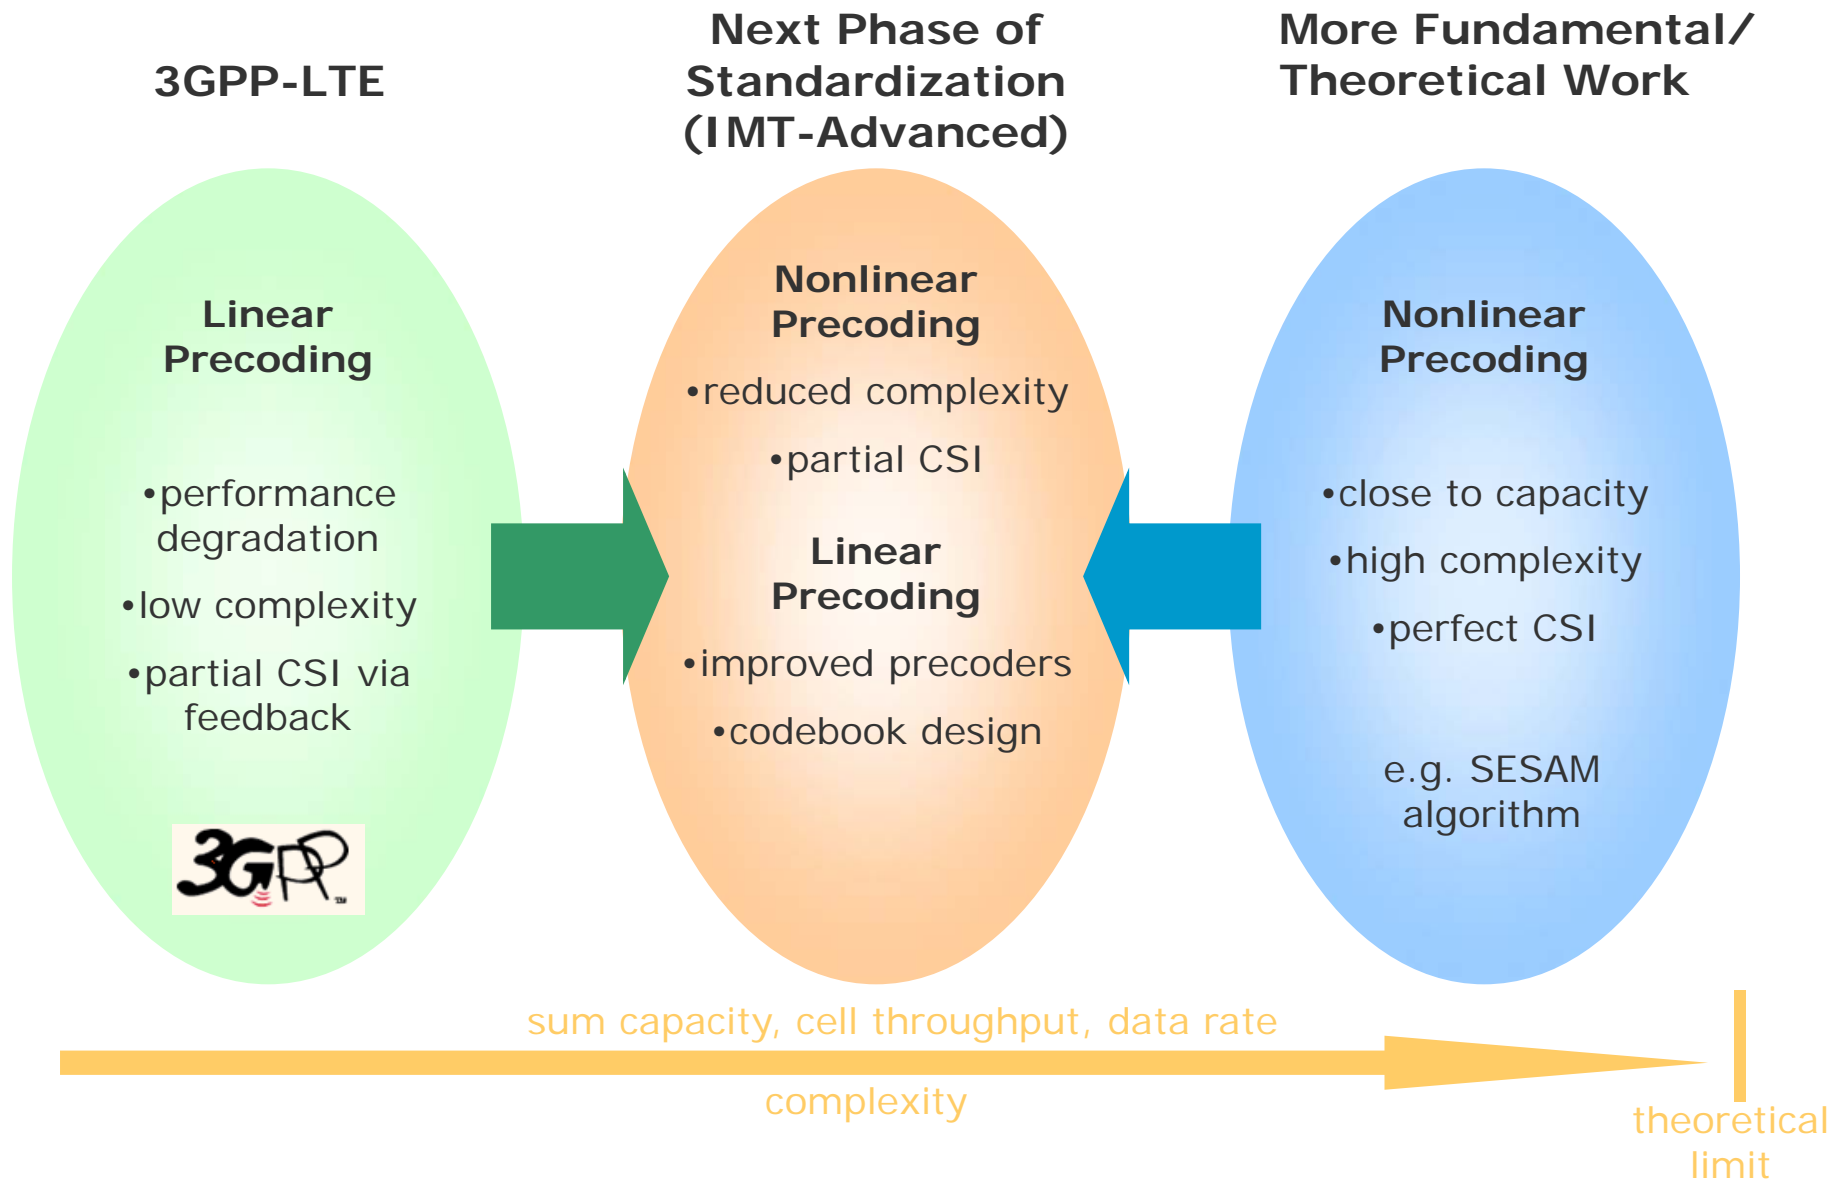 3GPP-LTE
Next Phase of
Standardization
(IMT-Advanced)
More Fundamental/
Theoretical Work
Linear
Precoding
•performance
degradation
•low complexity
•partial CSI via
feedback
3GPP
TM
Nonlinear
Precoding
•reduced complexity
•partial CSI
Linear
Precoding
•improved precoders
•codebook design
Nonlinear
Precoding
•close to capacity
•high complexity
•perfect CSI
e.g. SESAM
algorithm
sum capacity, cell throughput, data rate
complexity
theoretical
limit